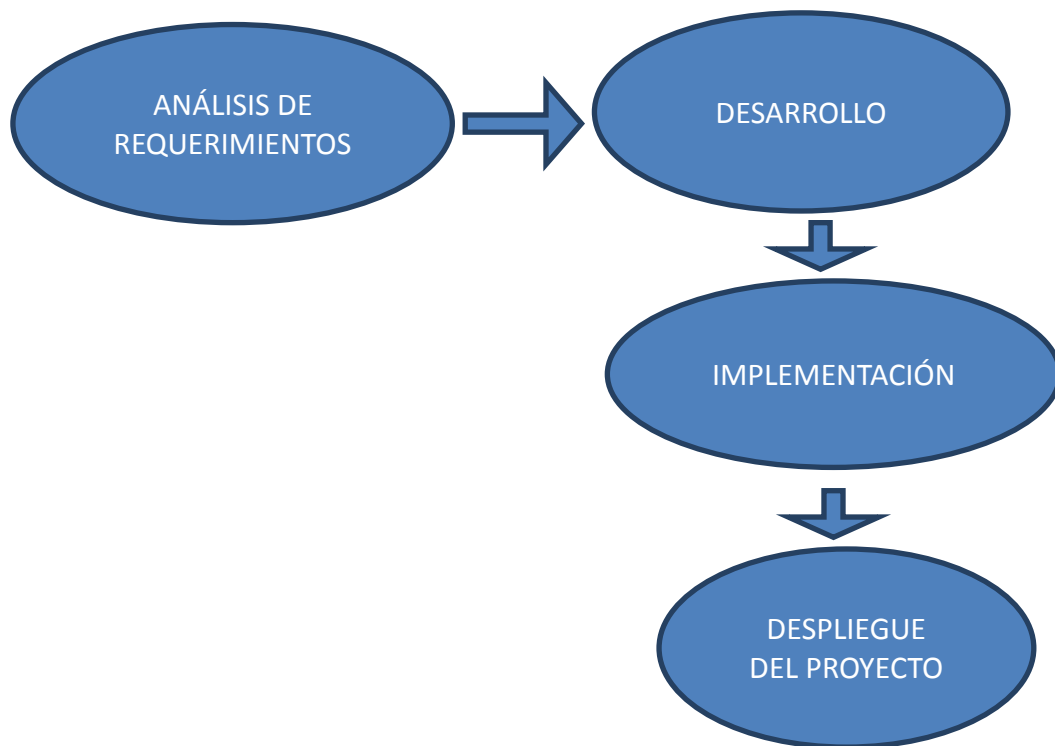 ANÁLISIS DE
REQUERIMIENTOS
DESARROLLO
IMPLEMENTACIÓN
DESPLIEGUE
DEL PROYECTO